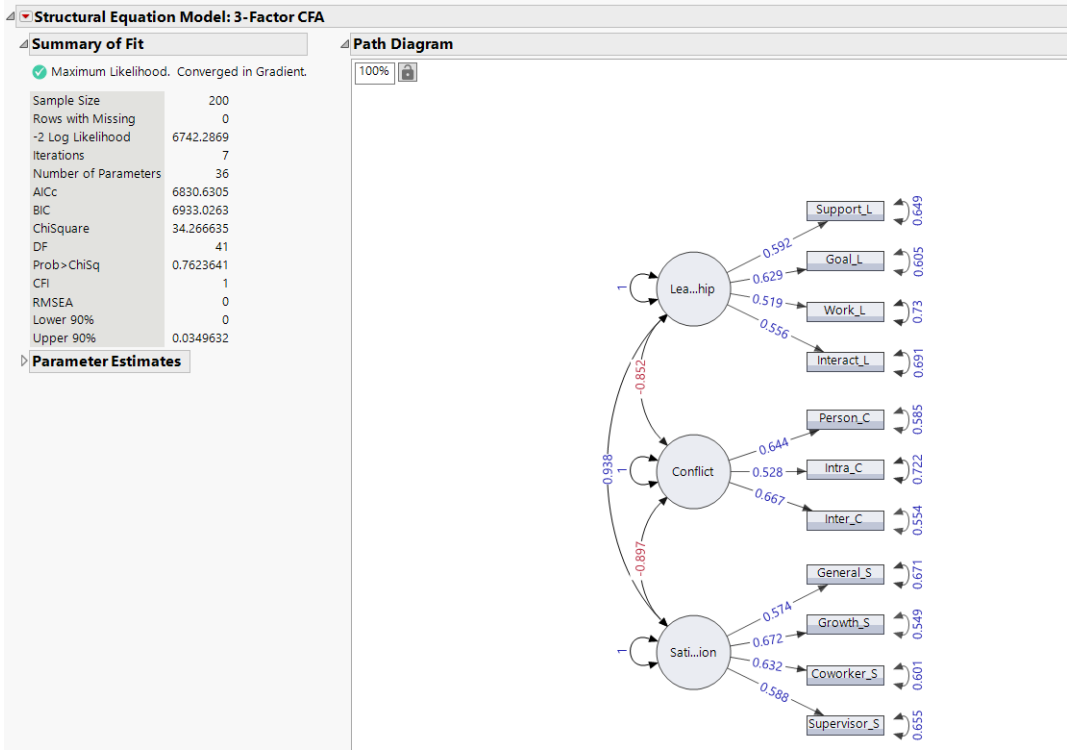 Structural Equation Model: 3-Factor CFA
Summary of Fit
Maximum Likelihood. Converged in Gradient.
Sample Size 200
Rows with Missing 0
-2 Log Likelihood 6742.2869
Iterations 7
Number of Parameters 36
AICc 6830.6305
BIC 6933.0263
ChiSquare 34.266635
DF 41
Prob>ChiSq 0.7623641
CFI 1
RMSEA 0
Lower 90% 0
Upper 90% 0.0349632
Parameter Estimates
Path Diagram
100%
Support_L
0.649
0.592
Goal_L
0.605
0.629
Lea...hip
1
0.519
Work_L
0.73
0.556
Interact_L
0.691
-0.852
Person_C
0.585
0.644
0.938
1
Conflict
0.528
Intra_C
0.722
0.667
Inter_C
0.554
-0.897
General_S
0.671
0.574
Growth_S
0.549
0.672
1
Sati...ion
0.632
Coworker_S
0.601
0.588
Supervisor_S
0.655